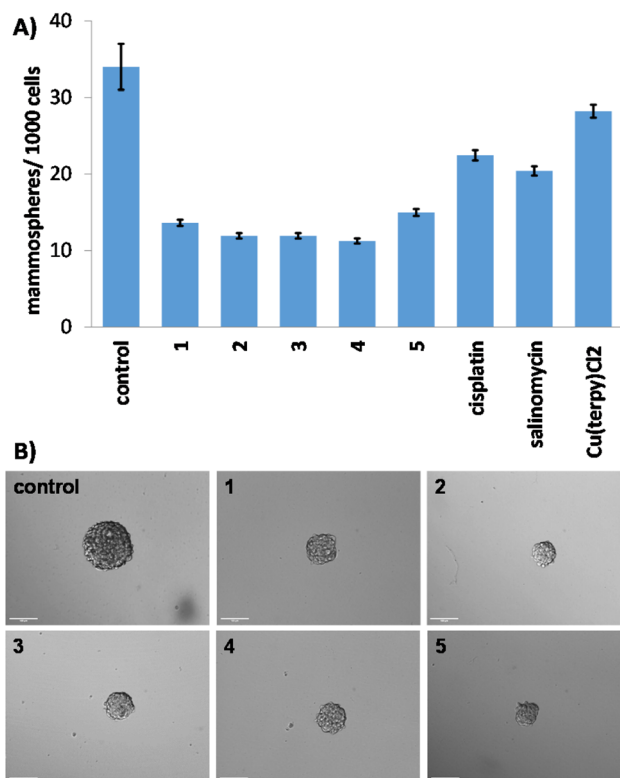 A)
mammospheres/ 1000 cells
40
30
20
10
0
control
1
2
3
4
5
cisplatin
salinomycin
Cu(terpy)Cl2
B)
control
1
2
3
4
5